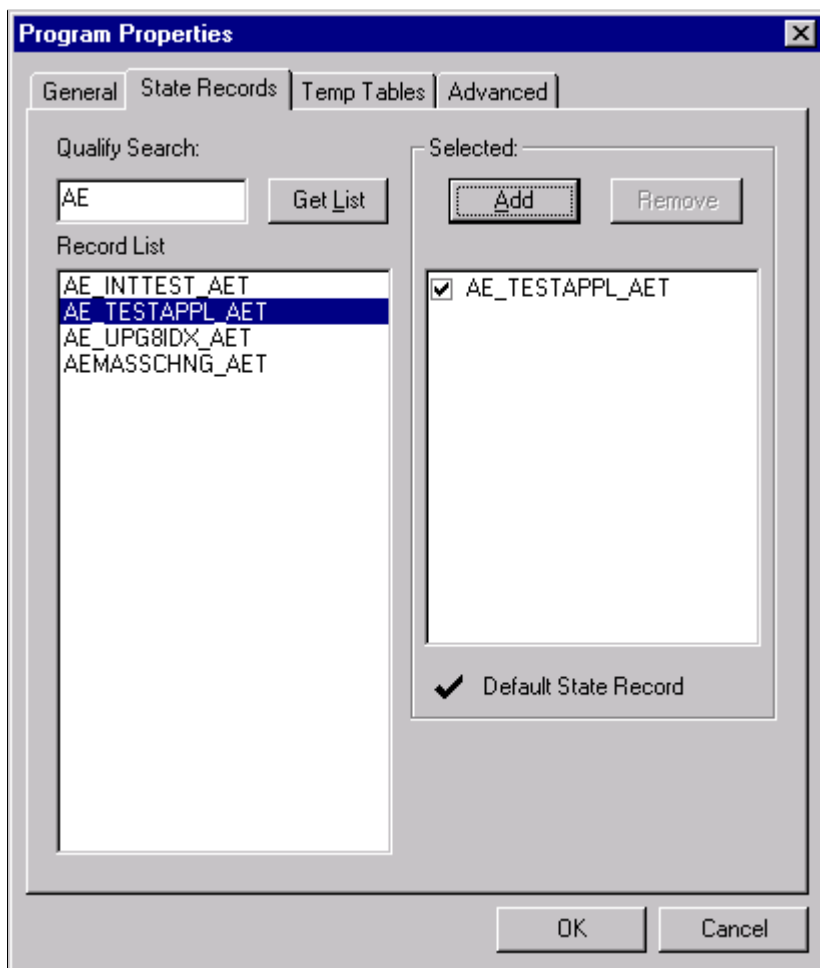 Program Properties
General State Records Temp Tables Advanced
Qualify Search:
AE
Get List
Record List
AE_INTTEST_AET
AE_TESTAPPL_AET
AE_UPG8IDX_AET
AEMASSCHNG_AET
Selected:
Add Remove
AE_TESTAPPL_AET
Default State Record
OK Cancel